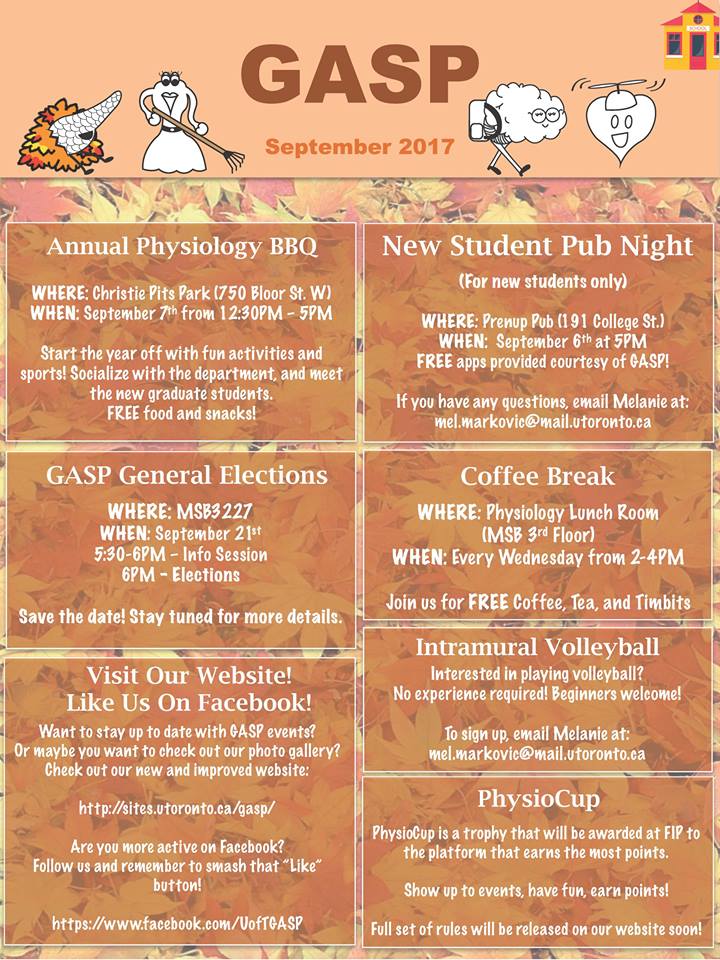 SCHOOL
GASP
September 2017
Annual Physiology BBQ
WHERE: Christie Pits Park (750 Bloor St. W)
WHEN: September 7th from 12:30PM – 5PM
Start the year off with fun activities and
sports! Socialize with the department, and meet
the new graduate students.
FREE food and snacks!
New Student Pub Night
(For new students only)
WHERE: Prenup Pub (191 College St.)
WHEN: September 6th at 5PM
FREE apps provided courtesy of GASP!
If you have any questions, email Melanie at:
mel.markovic@mail.utoronto.ca
GASP General Elections
WHERE: MSB3227
WHEN: September 21st
5:30-6PM – Info Session
6PM – Elections
Save the date! Stay tuned for more details.
Coffee Break
WHERE: Physiology Lunch Room
(MSB 3rd Floor)
WHEN: Every Wednesday from 2-4PM
Join us for FREE Coffee, Tea, and Timbits
Intramural Volleyball
Interested in playing volleyball?
No experience required! Beginners welcome!
To sign up, email Melanie at:
mel.markovic@mail.utoronto.ca
Visit Our Website!
Like Us On Facebook!
Want to stay up to date with GASP events?
Or maybe you want to check out our photo gallery?
Check out our new and improved website:
http://sites.utoronto.ca/gasp/
Are you more active on Facebook?
Follow us and remember to smash that “Like”
button!
https://www.facebook.com/UofTGASP
PhysioCup
PhysioCup is a trophy that will be awarded at FIP to
the platform that earns the most points.
Show up to events, have fun, earn points!
Full set of rules will be released on our website soon!